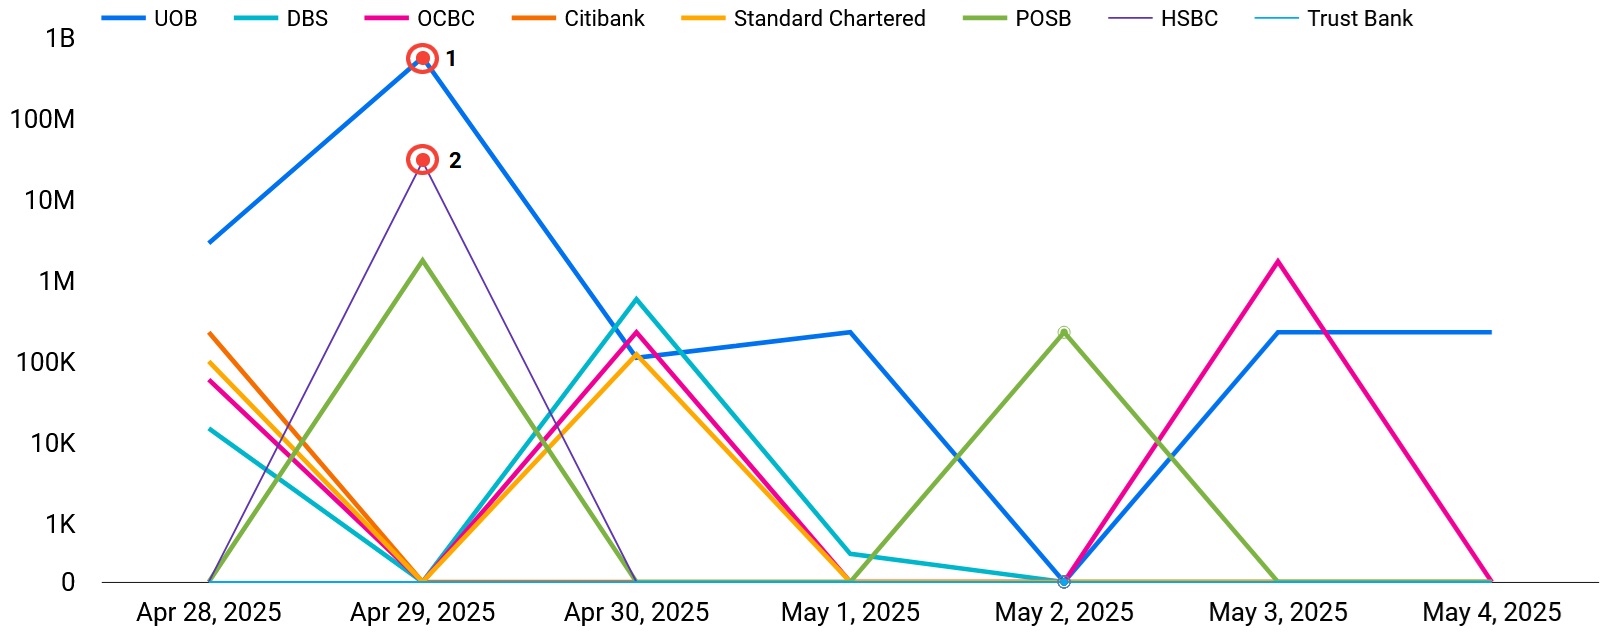 UOB DBS OCBC Citibank Standard Chartered POSB HSBC Trust Bank
1B
1
100M
2
10M
1M
100K
10K
1K
0
Apr 28, 2025 Apr 29, 2025 Apr 30, 2025 May 1, 2025 May 2, 2025 May 3, 2025 May 4, 2025